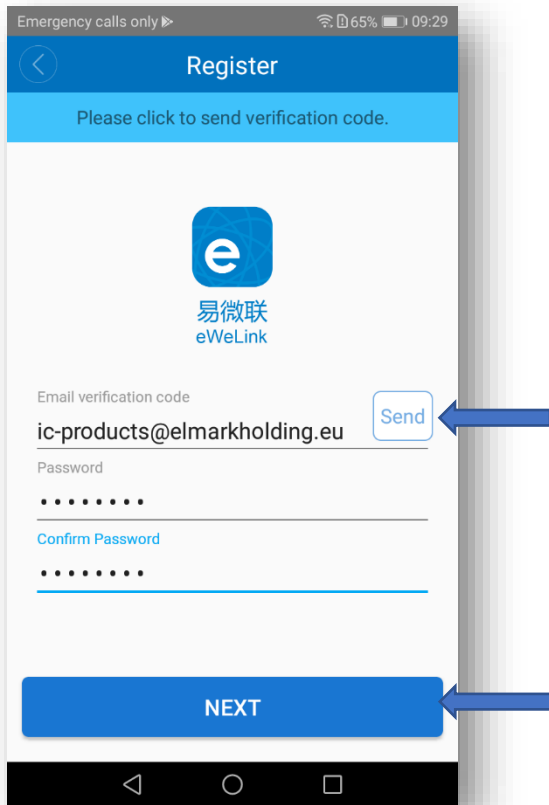 Emergency calls only 65% 09:29
Register
Please click to send verification code.
e
易微联
eWeLink
Email verification code
ic-products@elmarkholding.eu Send
Password
••••••••
Confirm Password
••••••••
NEXT